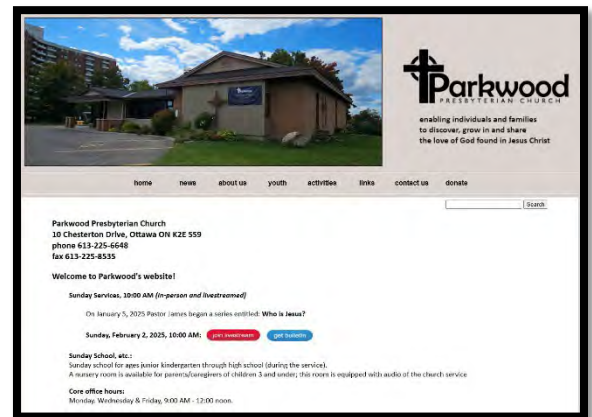 Parkwood
PRESBYTERIAN CHURCH
enabling individuals and families
to discover, grow in and share
the love of God found in Jesus Christ
home news about us youth activities links contact us donate
Search
Parkwood Presbyterian Church
10 Chesterton Drive, Ottawa ON K2E 5S9
phone 613-225-6648
fax 613-225-8535
Welcome to Parkwood's website!
Sunday Services, 10:00 AM (in-person and livestreamed)
On January 5, 2025 Pastor James began a series entitled: Who is Jesus?
Sunday, February 2, 2025, 10:00 AM: join livestream get bulletin
Sunday School, etc.:
Sunday school for ages junior kindergarten through high school (during the service).
A nursery room is available for parents/caregivers of children 3 and under; this room is equipped with audio of the church service
Core office hours:
Monday, Wednesday & Friday, 9:00 AM - 12:00 noon.